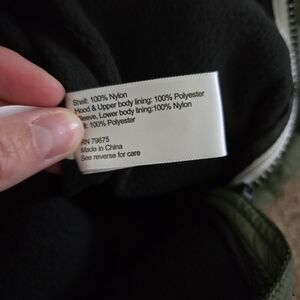 Shell: 100% Nylon
Hood & Upper body lining: 100% Polyester
leeve, Lower body lining:100% Nylon
: 100% Polyester
RN 79675
Made in China
See reverse for care